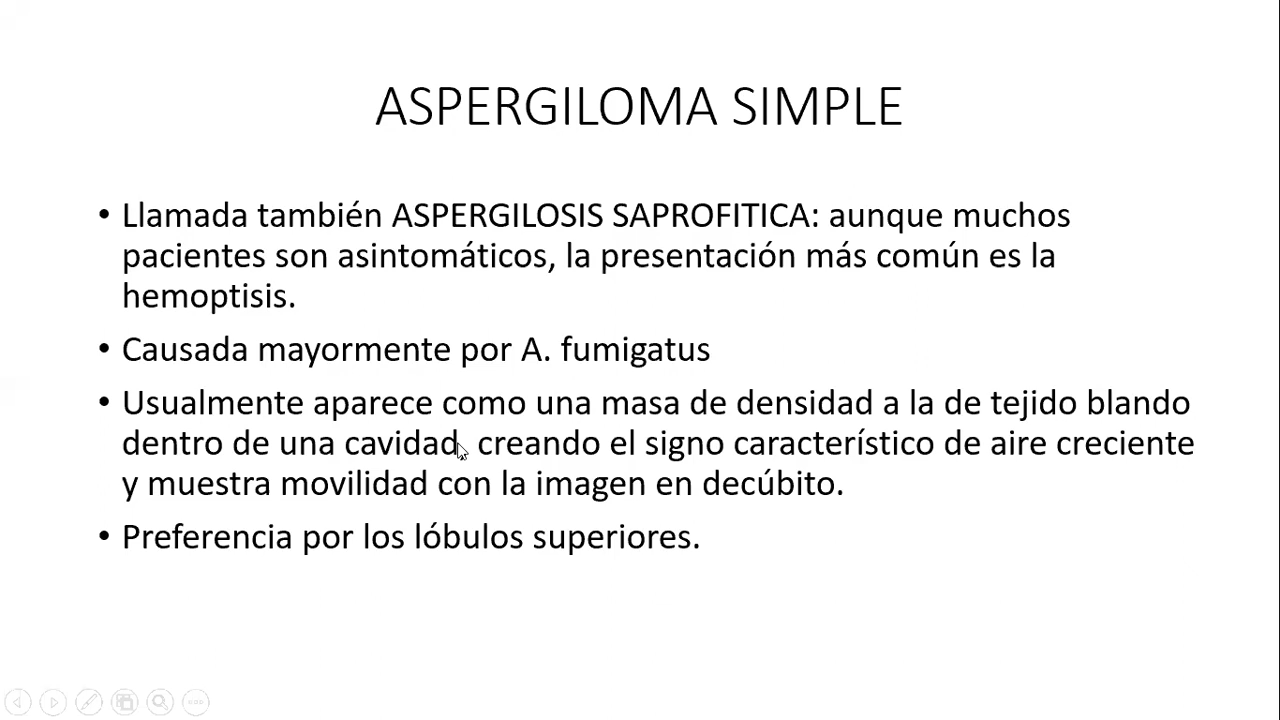 ASPERGILOMA SIMPLE
• Llamada también ASPERGILOSIS SAPROFITICA: aunque muchos
pacientes son asintomáticos, la presentación más común es la
hemoptisis.
• Causada mayormente por A. fumigatus
• Usualmente aparece como una masa de densidad a la de tejido blando
dentro de una cavidad, creando el signo característico de aire creciente
y muestra movilidad con la imagen en decúbito.
• Preferencia por los lóbulos superiores.